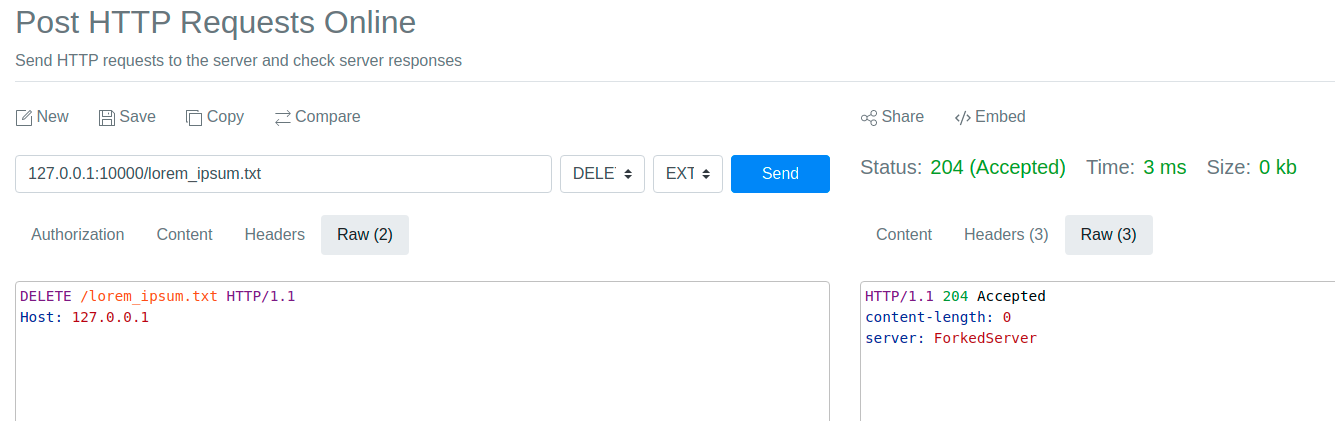 Post HTTP Requests Online
Send HTTP requests to the server and check server responses
New Save Copy Compare Share Embed
127.0.0.1:10000/lorem_ipsum.txt DELE EXT Send Status: 204 (Accepted) Time: 3 ms Size: 0 kb
Authorization Content Headers Raw (2) Content Headers (3) Raw (3)
DELETE /lorem_ipsum.txt HTTP/1.1
Host: 127.0.0.1
HTTP/1.1 204 Accepted
content-length: 0
server: ForkedServer